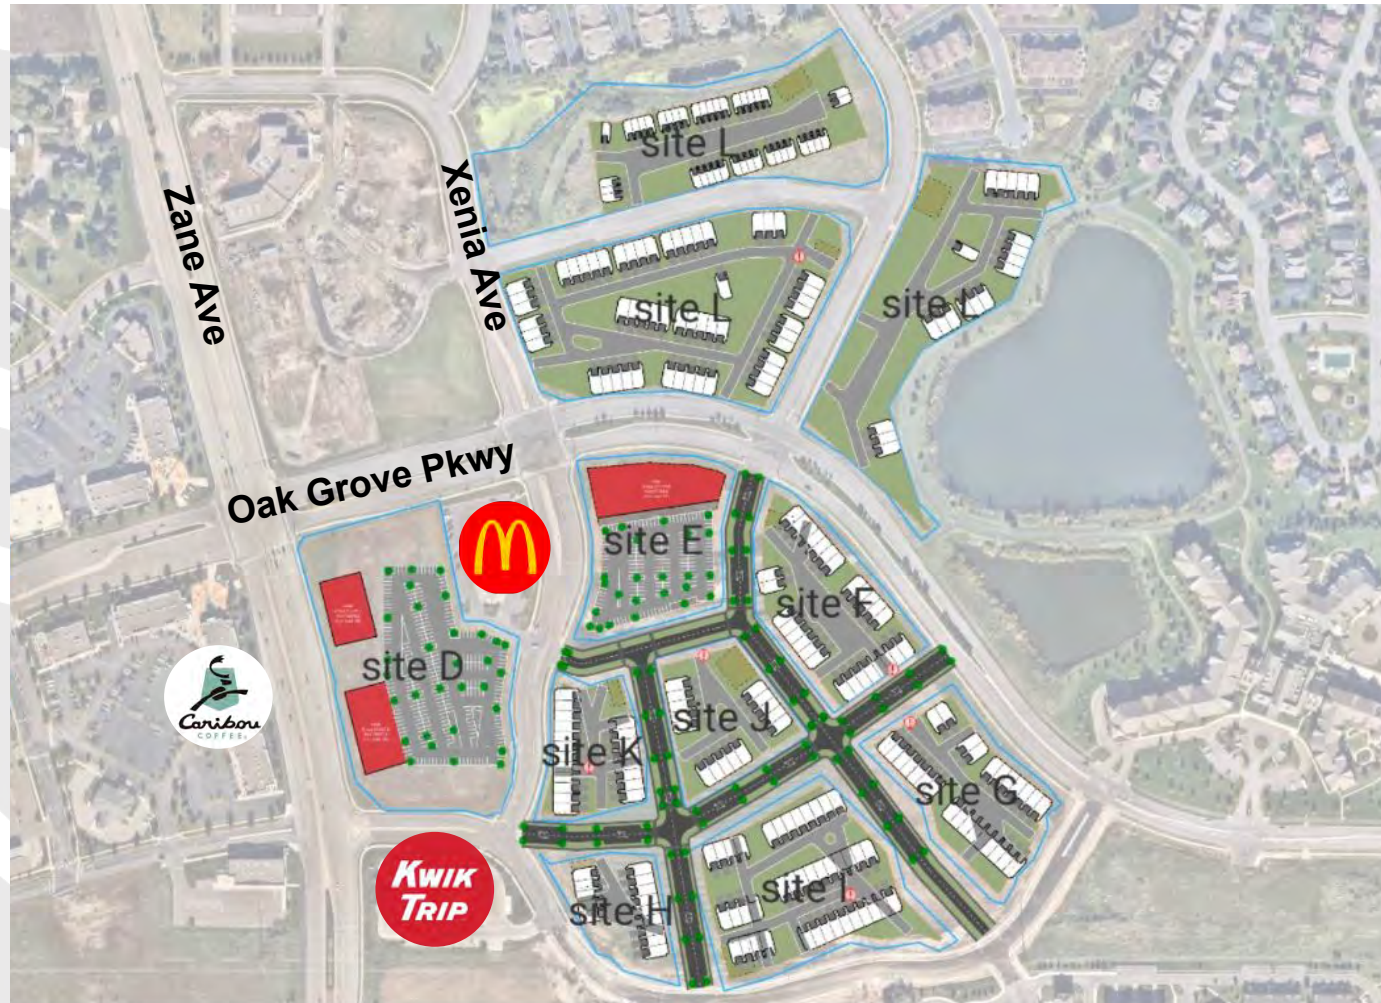 site L
Xenia Ave
Zane Ave
site L
site L
Oak Grove Pkwy
site E
site F
site D
site J
site K
site G
Caribou
COFFEE
KWIK
TRIP
site I
site H